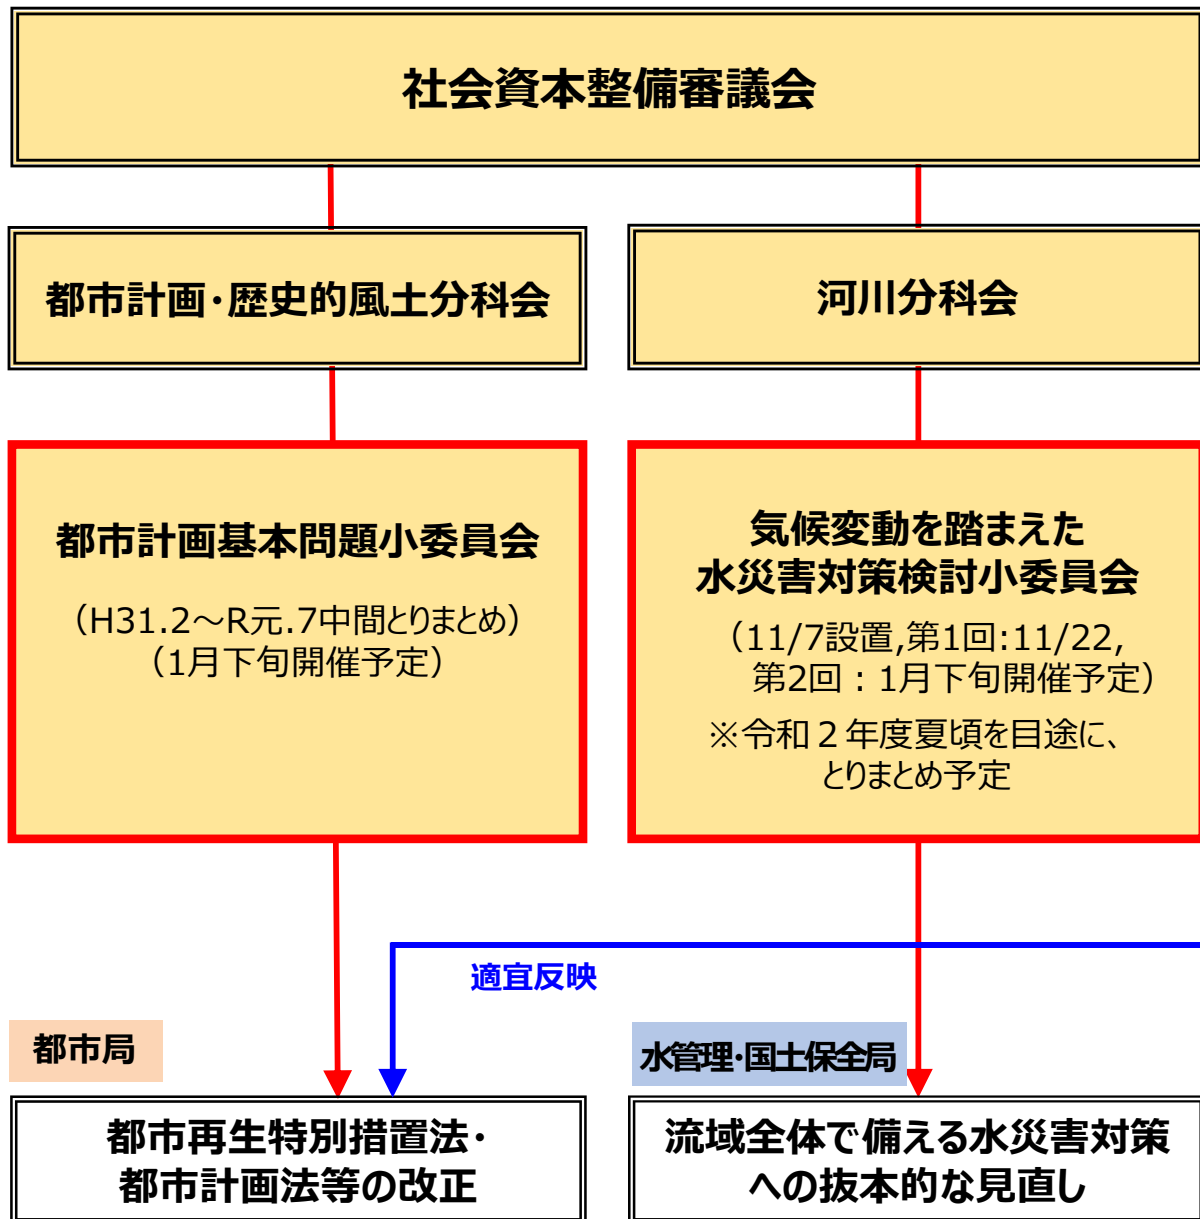 社会資本整備審議会
都市計画・歴史的風土分科会
河川分科会
都市計画基本問題小委員会
（H31.2～R元.7中間とりまとめ）
（1月下旬開催予定）
気候変動を踏まえた
水災害対策検討小委員会
（11/7設置,第1回:11/22,
第2回：1月下旬開催予定）
※令和２年度夏頃を目途に、
とりまとめ予定
適宜反映
都市局
水管理・国土保全局
都市再生特別措置法・
都市計画法等の改正
流域全体で備える水災害対策
への抜本的な見直し